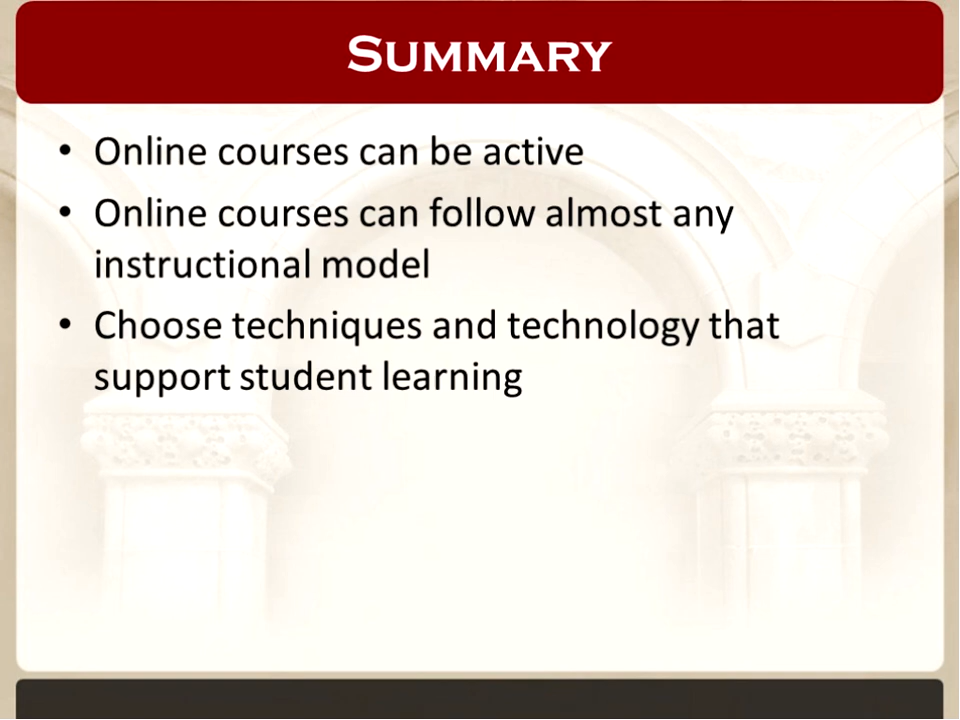 SUMMARY
• Online courses can be active
• Online courses can follow almost any
instructional model
• Choose techniques and technology that
support student learning